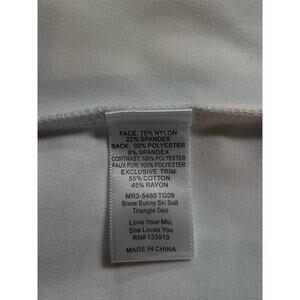 FACE: 78% NYLON
22% SPANDEX
BACK: 92% POLYESTER
8% SPANDEX
CONTRAST: 100% POLYESTER
FAUX FUR: 100% POLYESTER
EXCLUSIVE TRIM:
55% COTTON
45% RAYON
MR3-5480 TG09
Snow Bunny Ski Suit
Triangle Geo
Love Your Mu,
She Loves You
RN# 133910
MADE IN CHINA